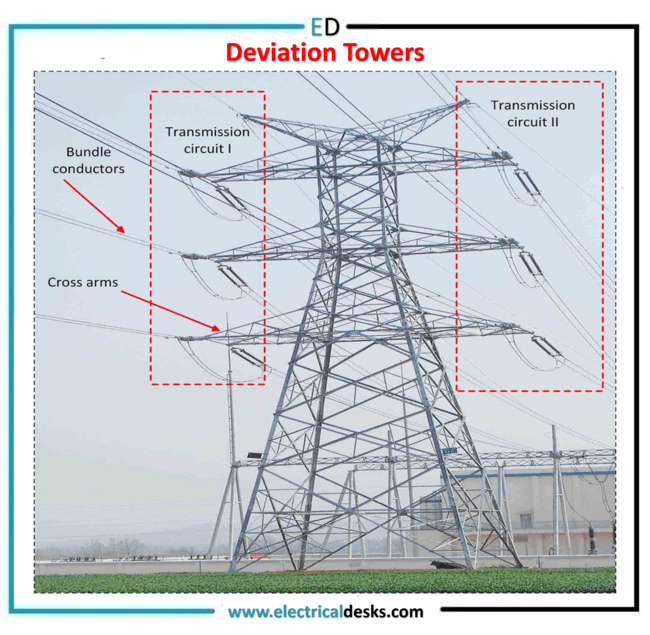 ED
Deviation Towers
Transmission
circuit I
Transmission
circuit II
Bundle
conductors
Cross arms
www.electricaldesks.com